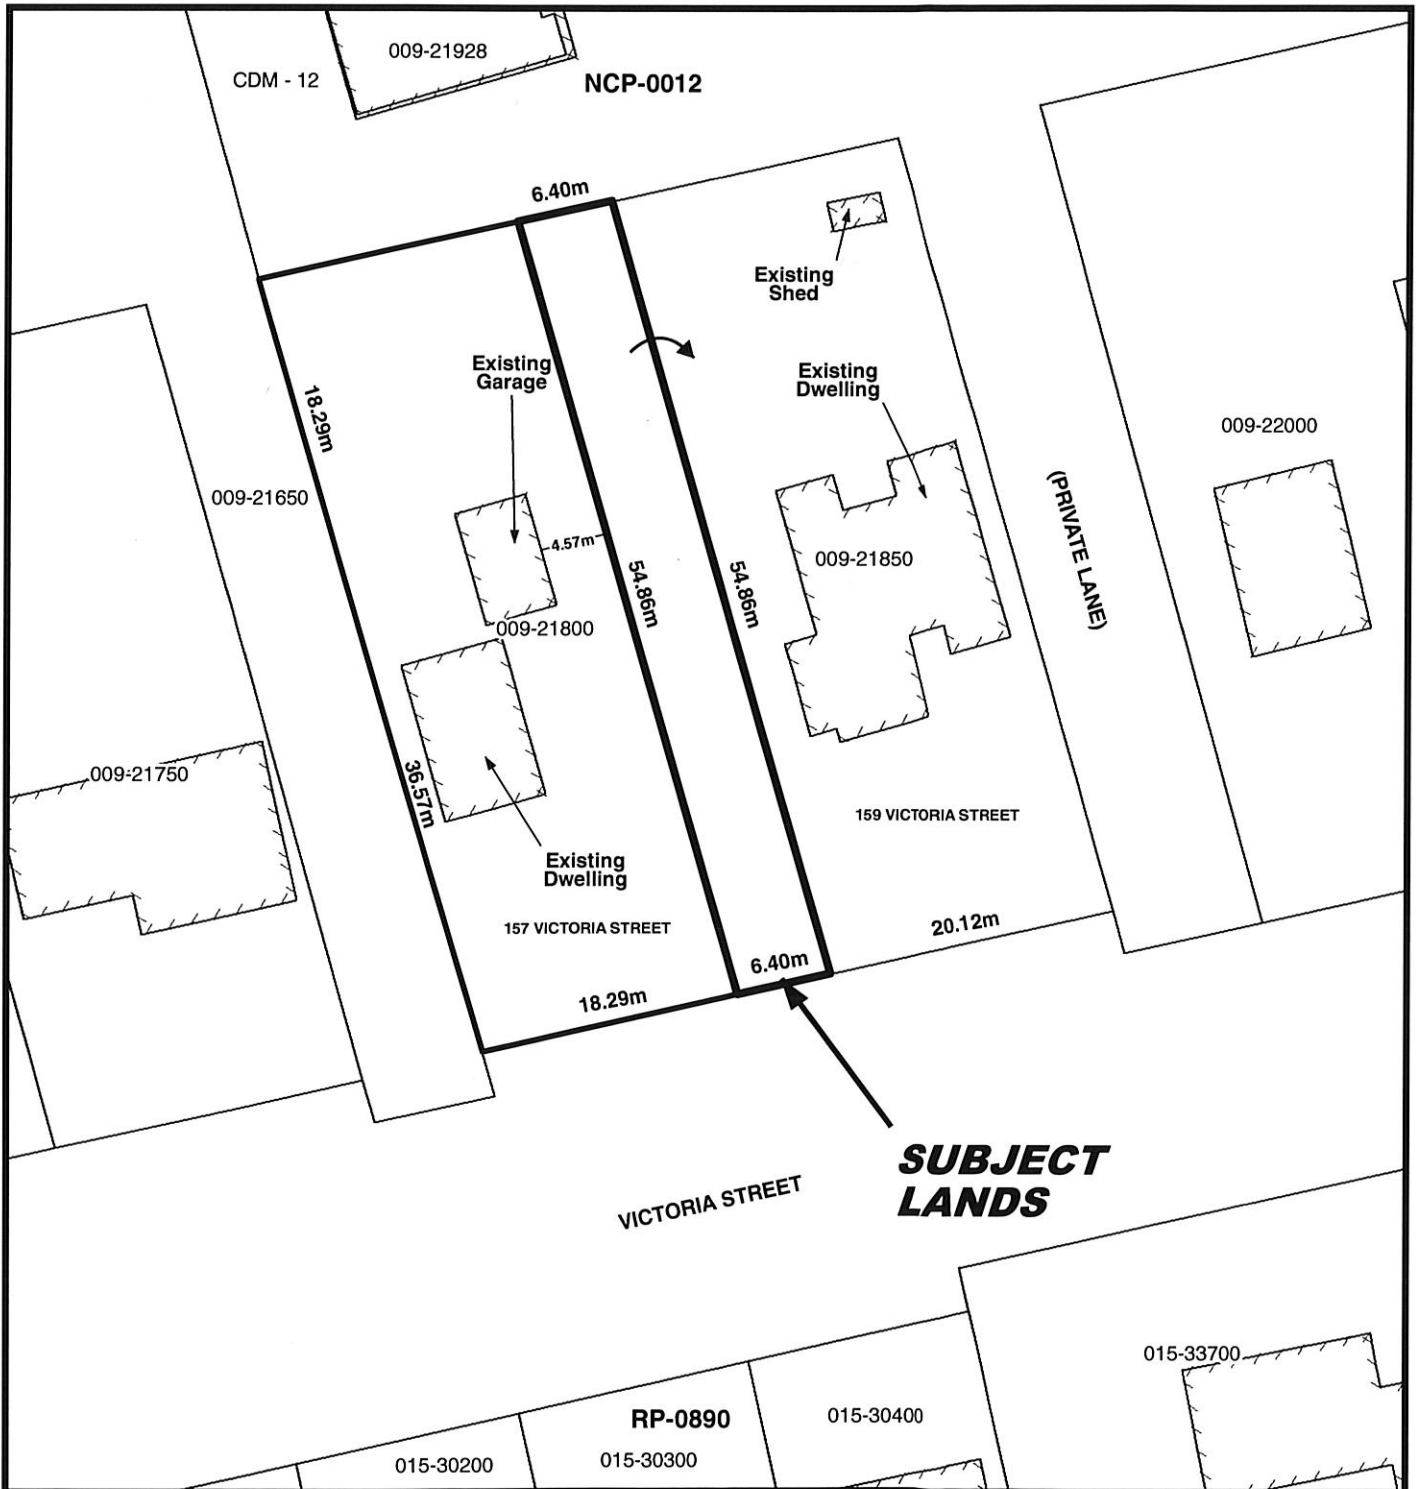 009-21928
CDM - 12
NCP-0012
6.40m
Existing
Shed
Existing
Garage
Existing
Dwelling
18.29m
009-22000
009-21650
(PRIVATE LANE)
4.57m
009-21850
54.86m
54.86m
009-21800
009-21750
36.57m
159 VICTORIA STREET
Existing
Dwelling
157 VICTORIA STREET
20.12m
6.40m
18.29m
SUBJECT
LANDS
VICTORIA STREET
015-33700
RP-0890
015-30400
015-30300
015-30200